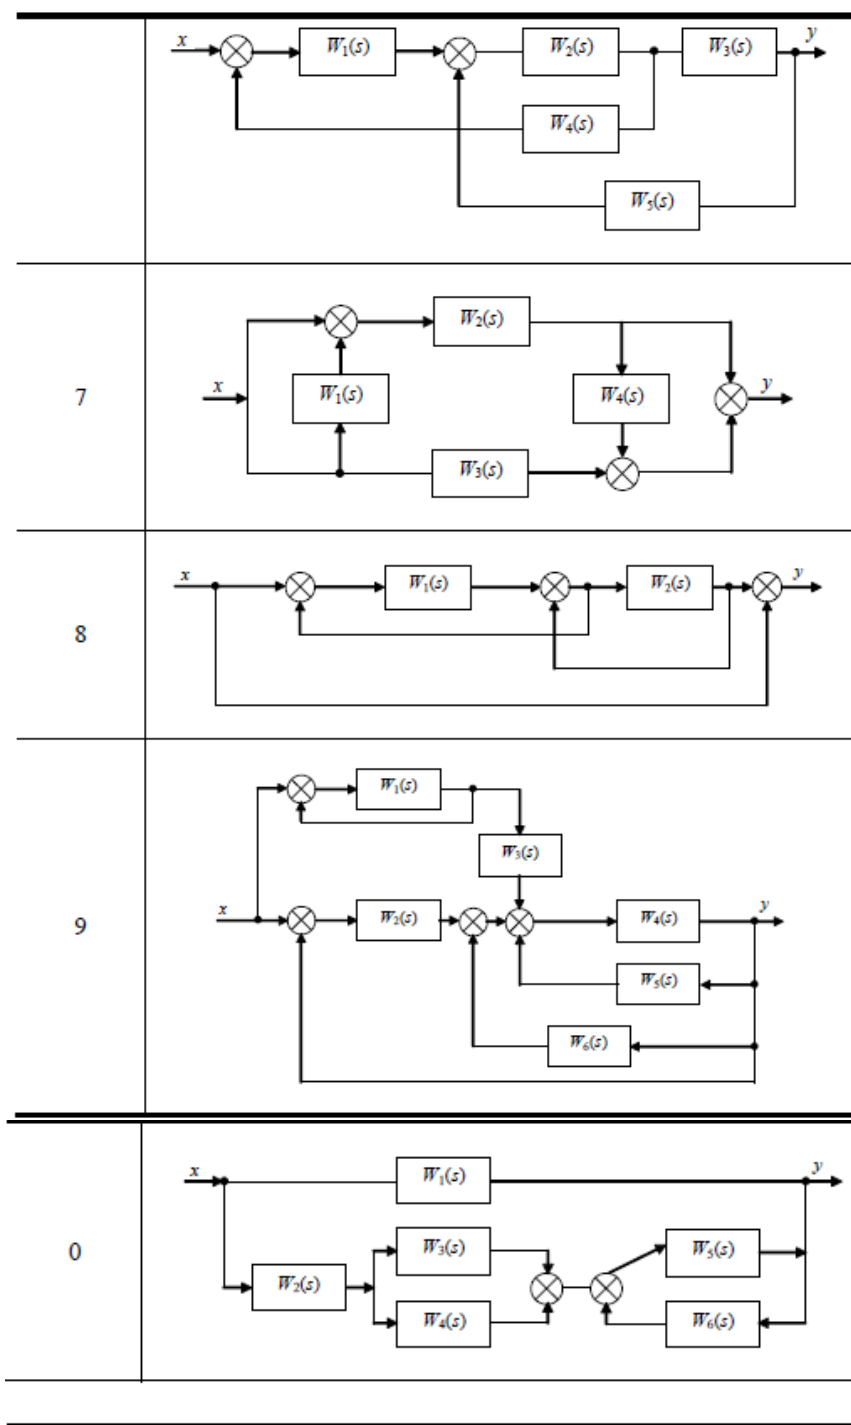 x W₁(s) W₂(s) W₃(s) y
W₄(s)
W₅(s)
W₂(s)
7 x W₁(s) W₄(s) y
W₃(s)
x W₁(s) W₂(s) y
8
W₁(s)
W₃(s)
x W₂(s) W₄(s) y
9
W₅(s)
W₆(s)
x W₁(s) y
W₃(s) W₅(s)
0 W₂(s)
W₄(s) W₆(s)